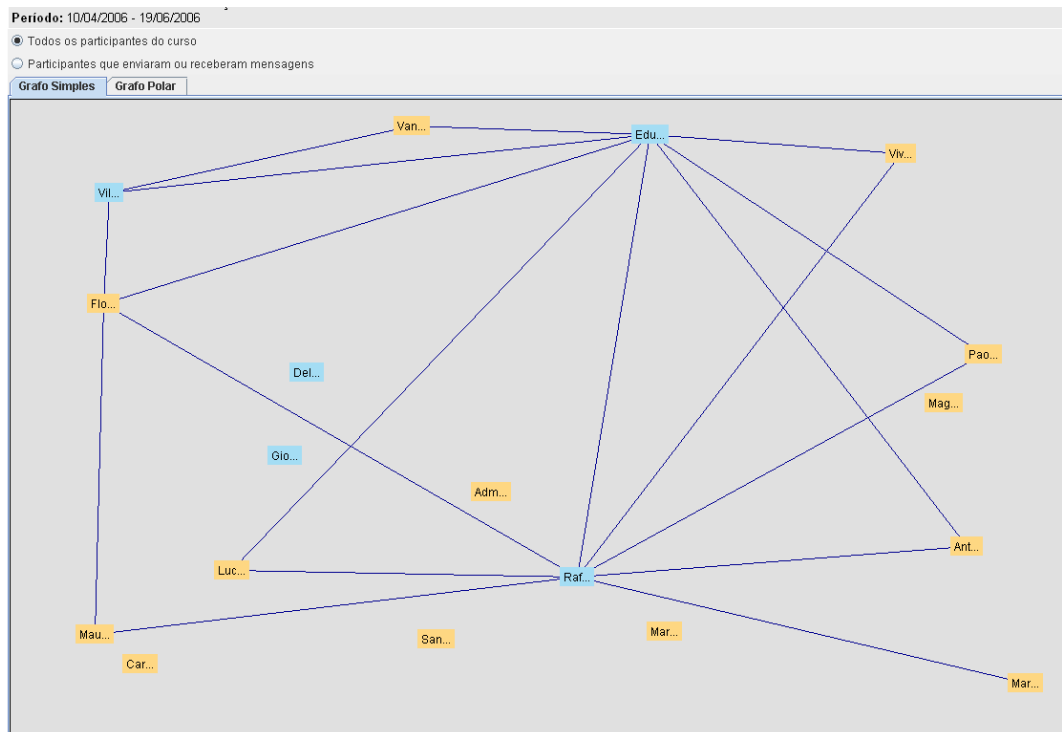 Período: 10/04/2006 - 19/06/2006
Todos os participantes do curso
Participantes que enviaram ou receberam mensagens
Grafo Simples Grafo Polar
Van...
Edu...
Viv...
Vil...
Flo...
Pao...
Del...
Mag...
Gio...
Adm...
Ant...
Luc...
Raf...
Mau...
San...
Mar...
Car...
Mar...